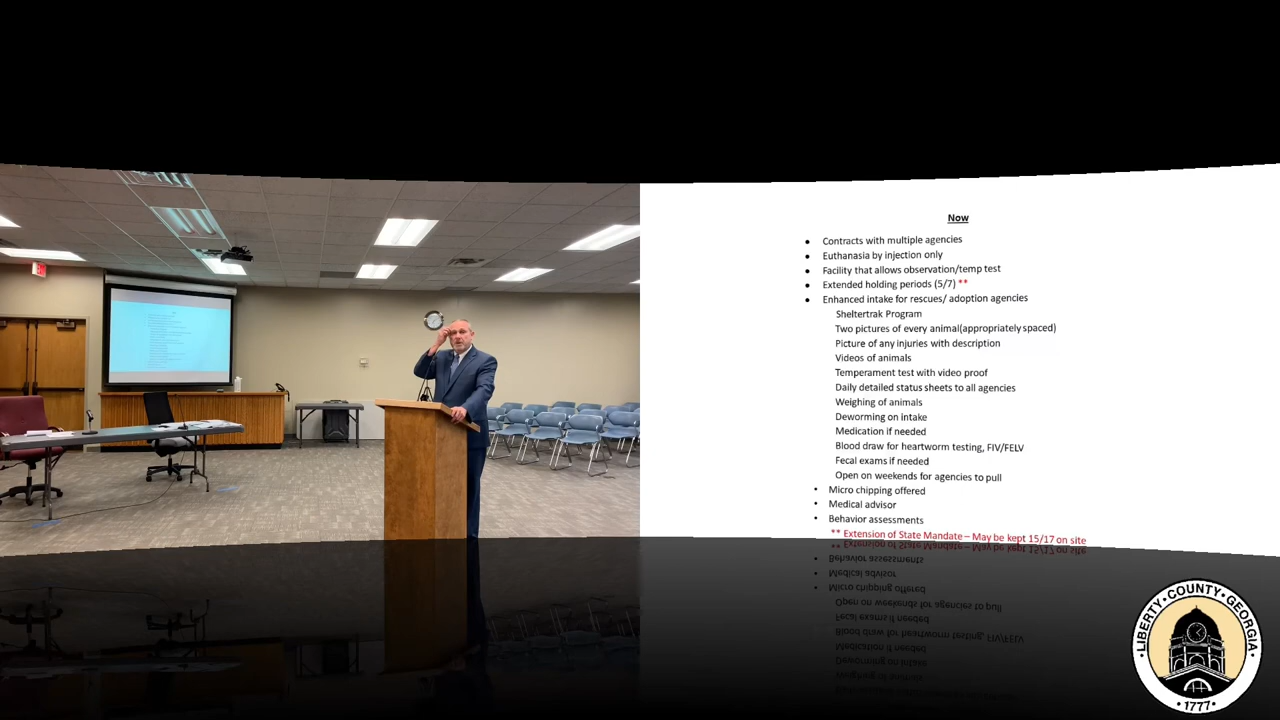 Now
• Contracts with multiple agencies
• Euthanasia by injection only
• Facility that allows observation/temp test
• Extended holding periods (5/7) **
• Enhanced intake for rescues/ adoption agencies
Sheltertrak Program
Two pictures of every animal(appropriately spaced)
Picture of any injuries with description
Videos of animals
Temperament test with video proof
Daily detailed status sheets to all agencies
Weighing of animals
Deworming on intake
Medication if needed
Blood draw for heartworm testing, FIV/FELV
Fecal exams if needed
Open on weekends for agencies to pull
• Micro chipping offered
• Medical advisor
• Behavior assessments
** Extension of State Mandate – May be kept 15/17 on site
LIBERTY • COUNTY • GEORGIA
• 1777 •